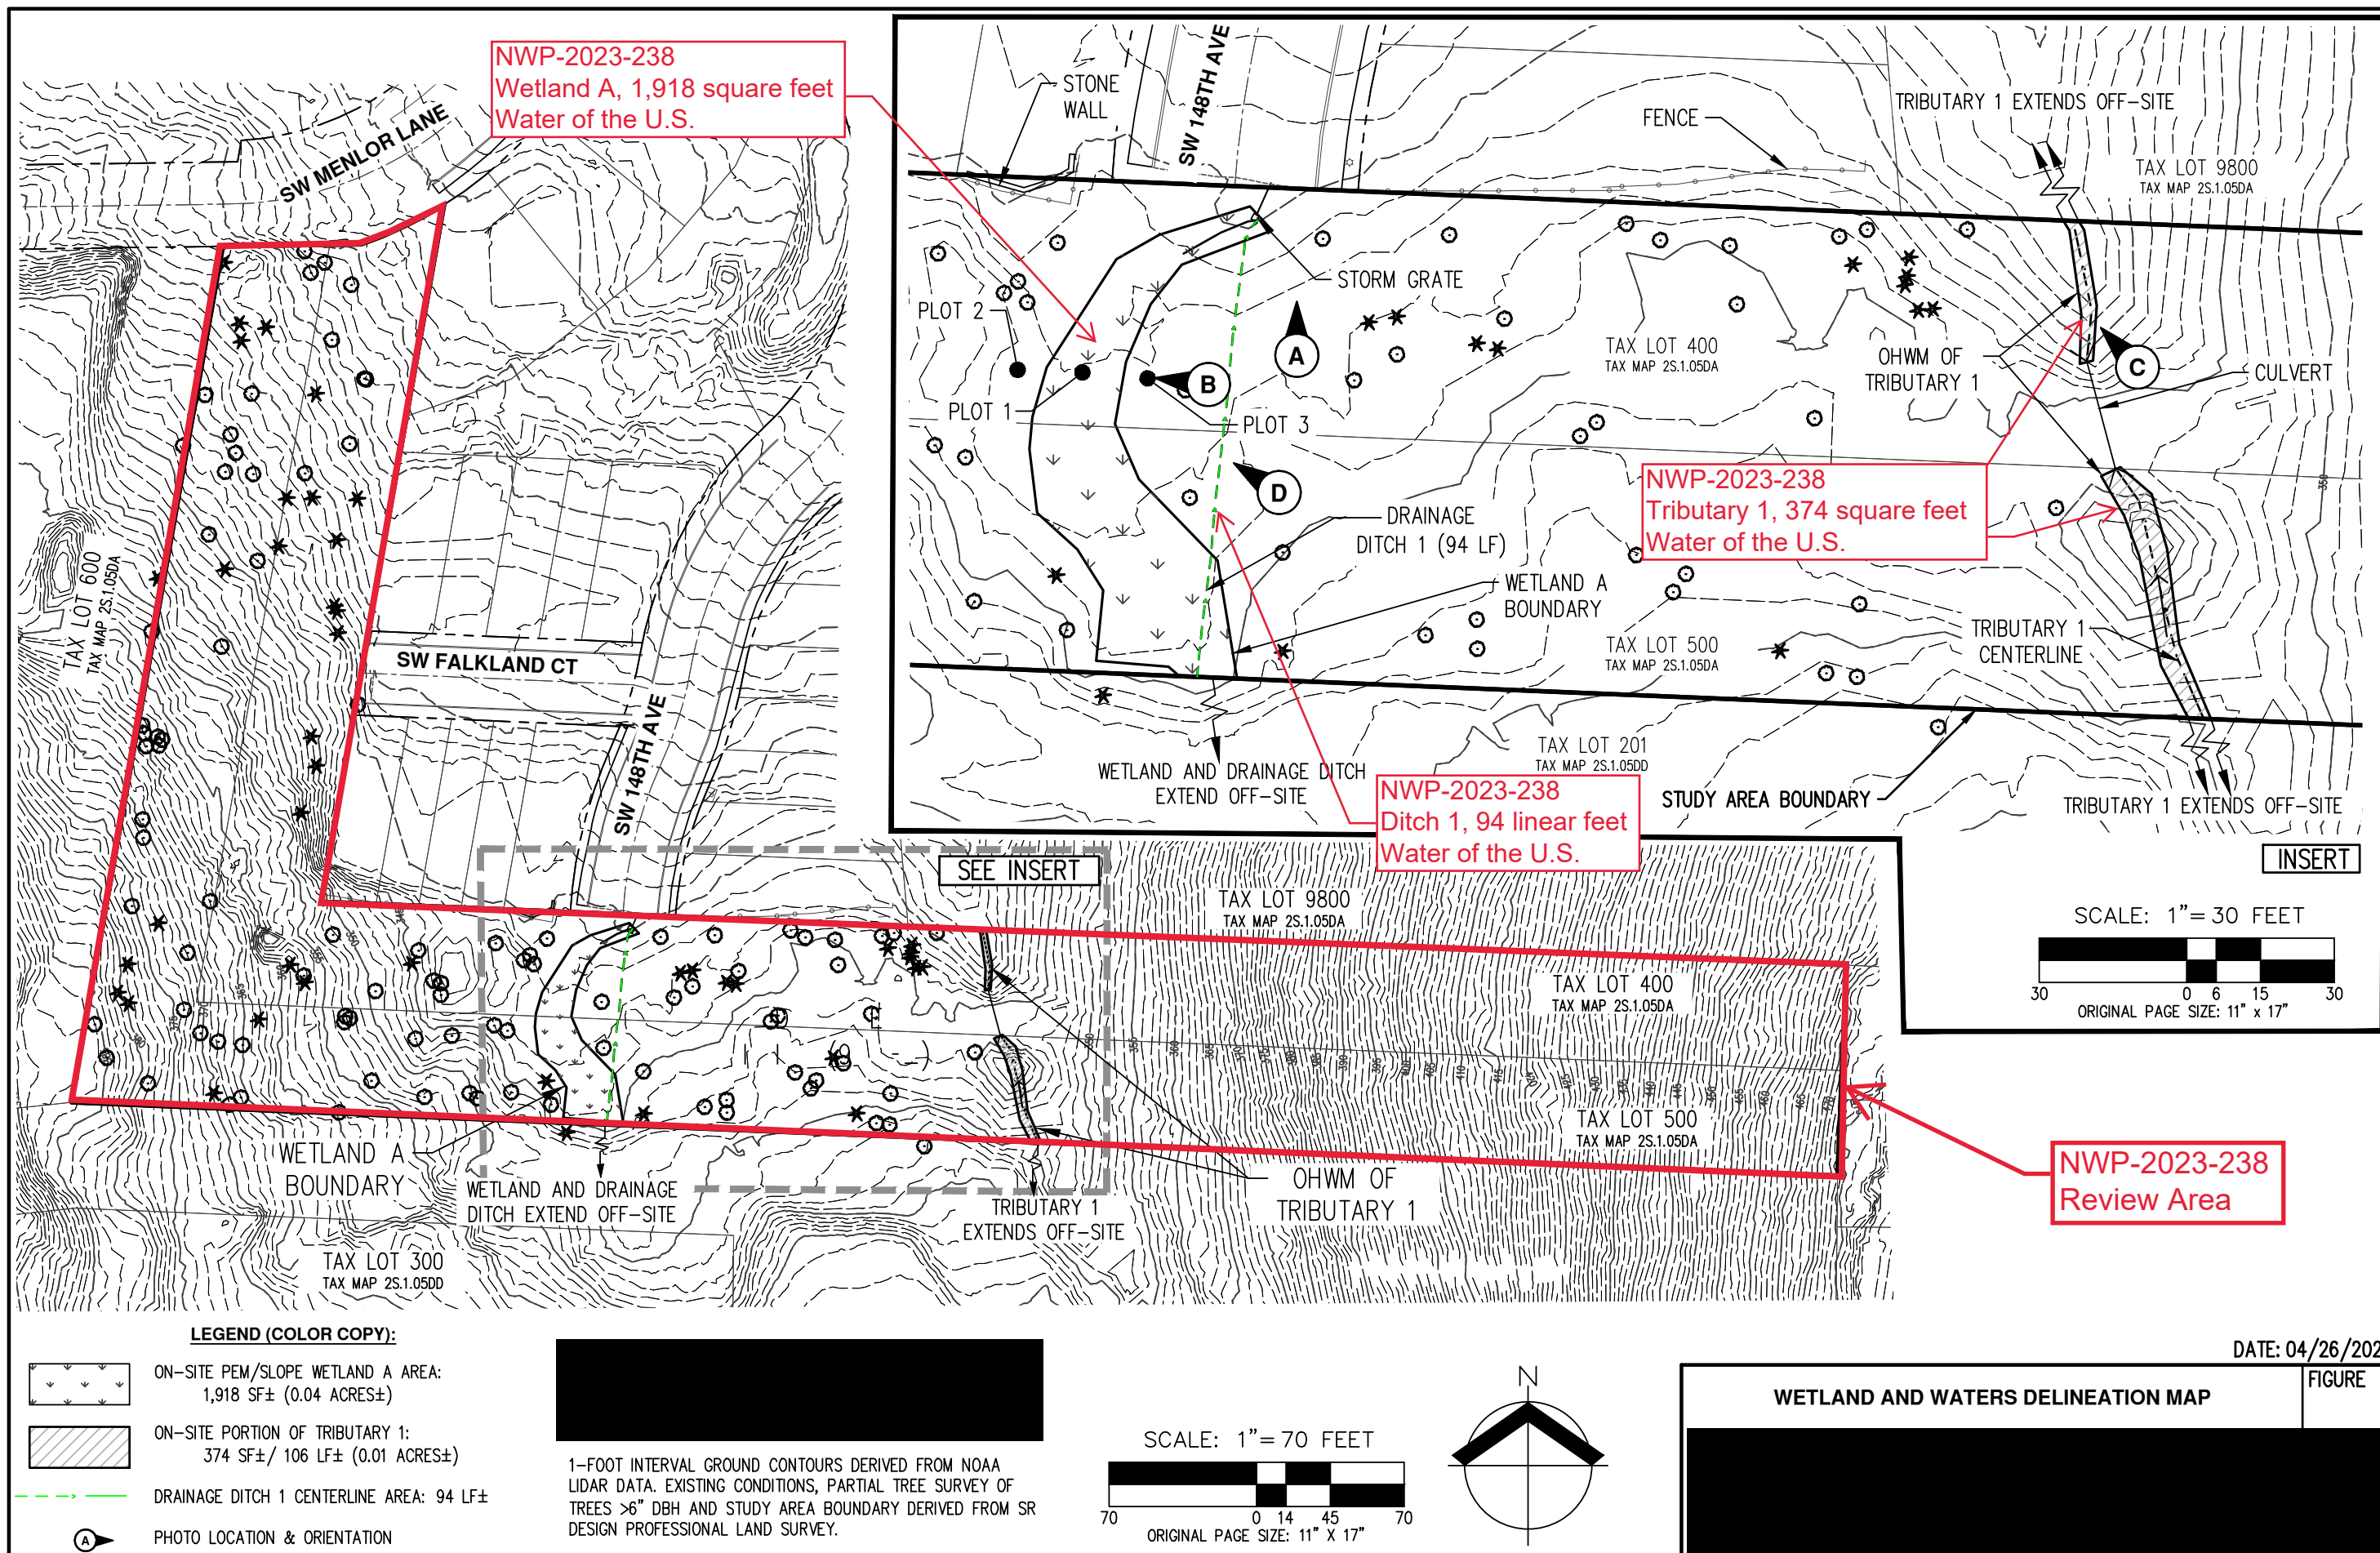 NWP-2023-238
Wetland A, 1,918 square feet
Water of the U.S.
SW MENLOR LANE
TAX LOT 600
TAX MAP 2S.1.05DA
SW FALKLAND CT
SW 148TH AVE
STONE
WALL
SW 148TH AVE
FENCE
TRIBUTARY 1 EXTENDS OFF-SITE
TAX LOT 9800
TAX MAP 2S.1.05DA
STORM GRATE
PLOT 2
PLOT 1
PLOT 3
A
B
C
D
TAX LOT 400
TAX MAP 2S.1.05DA
OHWM OF
TRIBUTARY 1
CULVERT
350
NWP-2023-238
Tributary 1, 374 square feet
Water of the U.S.
DRAINAGE
DITCH 1 (94 LF)
WETLAND A
BOUNDARY
TAX LOT 500
TAX MAP 2S.1.05DA
TRIBUTARY 1
CENTERLINE
TAX LOT 201
TAX MAP 2S.1.05DD
WETLAND AND DRAINAGE DITCH
EXTEND OFF-SITE
NWP-2023-238
Ditch 1, 94 linear feet
Water of the U.S.
STUDY AREA BOUNDARY
TRIBUTARY 1 EXTENDS OFF-SITE
INSERT
SCALE: 1"= 30 FEET
30 0 6 15 30
ORIGINAL PAGE SIZE: 11" x 17"
SEE INSERT
TAX LOT 9800
TAX MAP 2S.1.05DA
TAX LOT 400
TAX MAP 2S.1.05DA
TAX LOT 500
TAX MAP 2S.1.05DA
WETLAND A
BOUNDARY
WETLAND AND DRAINAGE
DITCH EXTEND OFF-SITE
TRIBUTARY 1
EXTENDS OFF-SITE
OHWM OF
TRIBUTARY 1
NWP-2023-238
Review Area
TAX LOT 300
TAX MAP 2S.1.05DD
LEGEND (COLOR COPY):
ON-SITE PEM/SLOPE WETLAND A AREA:
1,918 SF± (0.04 ACRES±)
ON-SITE PORTION OF TRIBUTARY 1:
374 SF±/ 106 LF± (0.01 ACRES±)
DRAINAGE DITCH 1 CENTERLINE AREA: 94 LF±
A PHOTO LOCATION & ORIENTATION
1-FOOT INTERVAL GROUND CONTOURS DERIVED FROM NOAA
LIDAR DATA. EXISTING CONDITIONS, PARTIAL TREE SURVEY OF
TREES >6" DBH AND STUDY AREA BOUNDARY DERIVED FROM SR
DESIGN PROFESSIONAL LAND SURVEY.
SCALE: 1"= 70 FEET
70 0 14 45 70
ORIGINAL PAGE SIZE: 11" X 17"
N
DATE: 04/26/202
WETLAND AND WATERS DELINEATION MAP
FIGURE